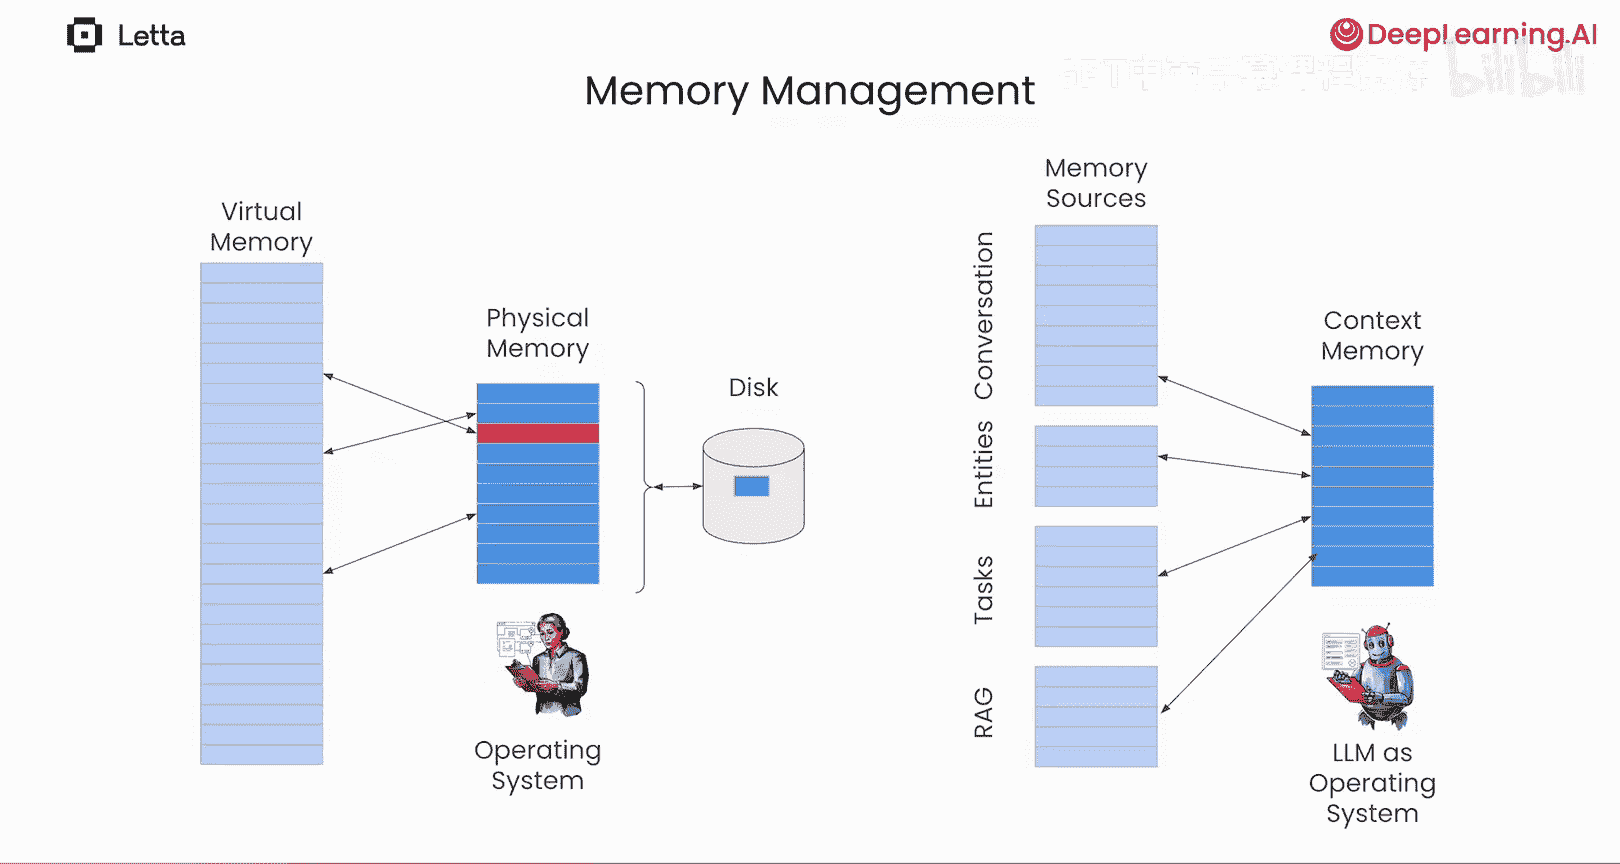 Letta
DeepLearning.AI
bilibili
Memory Management
Virtual
Memory
Physical
Memory
Disk
Operating
System
Memory
Sources
Conversation
Entities
Tasks
RAG
Context
Memory
LLM as
Operating
System